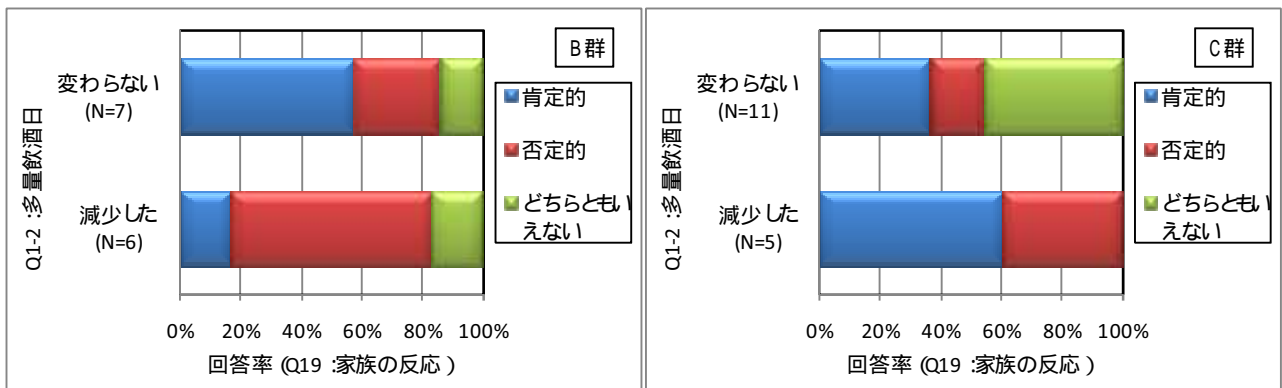 B群
Q1-2 :多量飲酒日
変わらない
(N=7)
減少した
(N=6)
肯定的
否定的
どちらともい
えない
0% 20% 40% 60% 80% 100%
回答率 (Q19 :家族の反応 )
C群
Q1-2 :多量飲酒日
変わらない
(N=11)
減少した
(N=5)
肯定的
否定的
どちらともい
えない
0% 20% 40% 60% 80% 100%
回答率 (Q19 :家族の反応 )